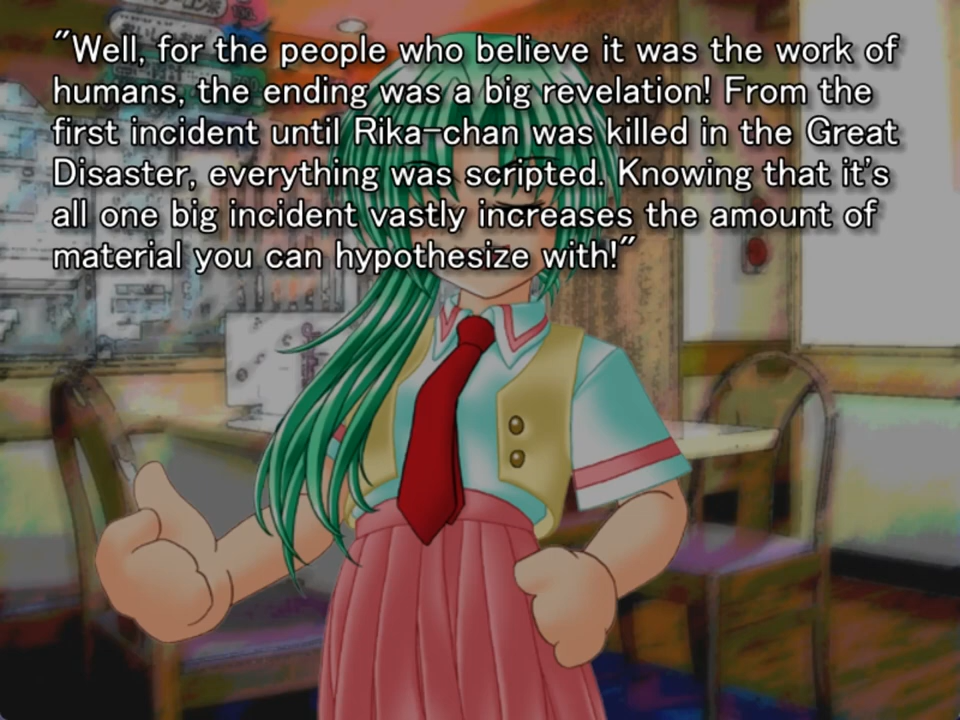 "Well, for the people who believe it was the work of
humans, the ending was a big revelation! From the
first incident until Rika-chan was killed in the Great
Disaster, everything was scripted. Knowing that it's
all one big incident vastly increases the amount of
material you can hypothesize with!"